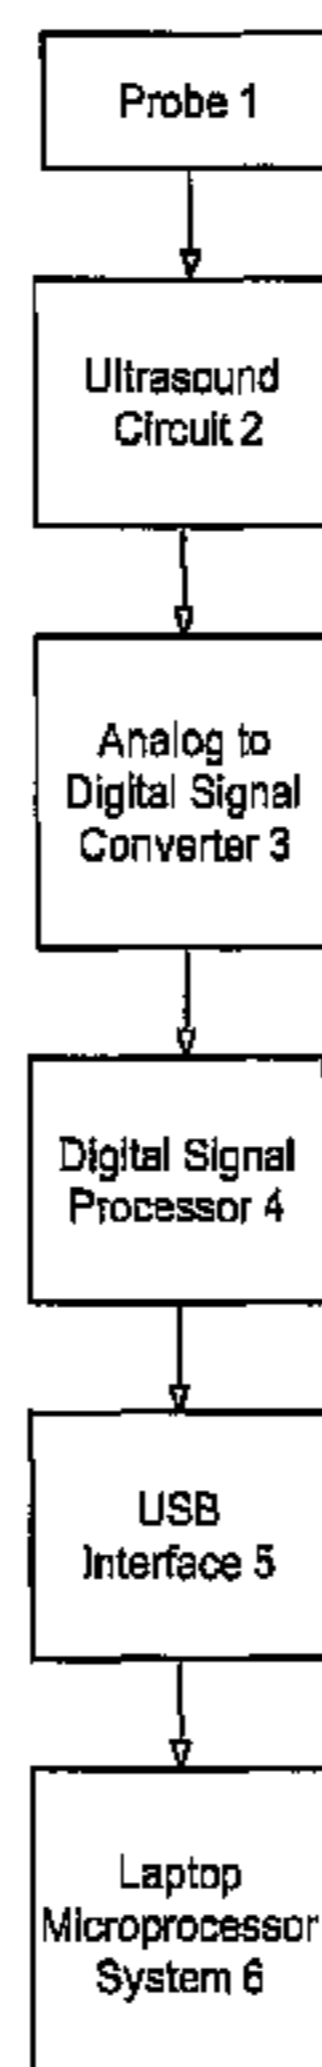 Probe 1
Ultrasound
Circuit 2
Analog to
Digital Signal
Converter 3
Digital Signal
Processor 4
USB
Interface 5
Laptop
Microprocessor
System 6